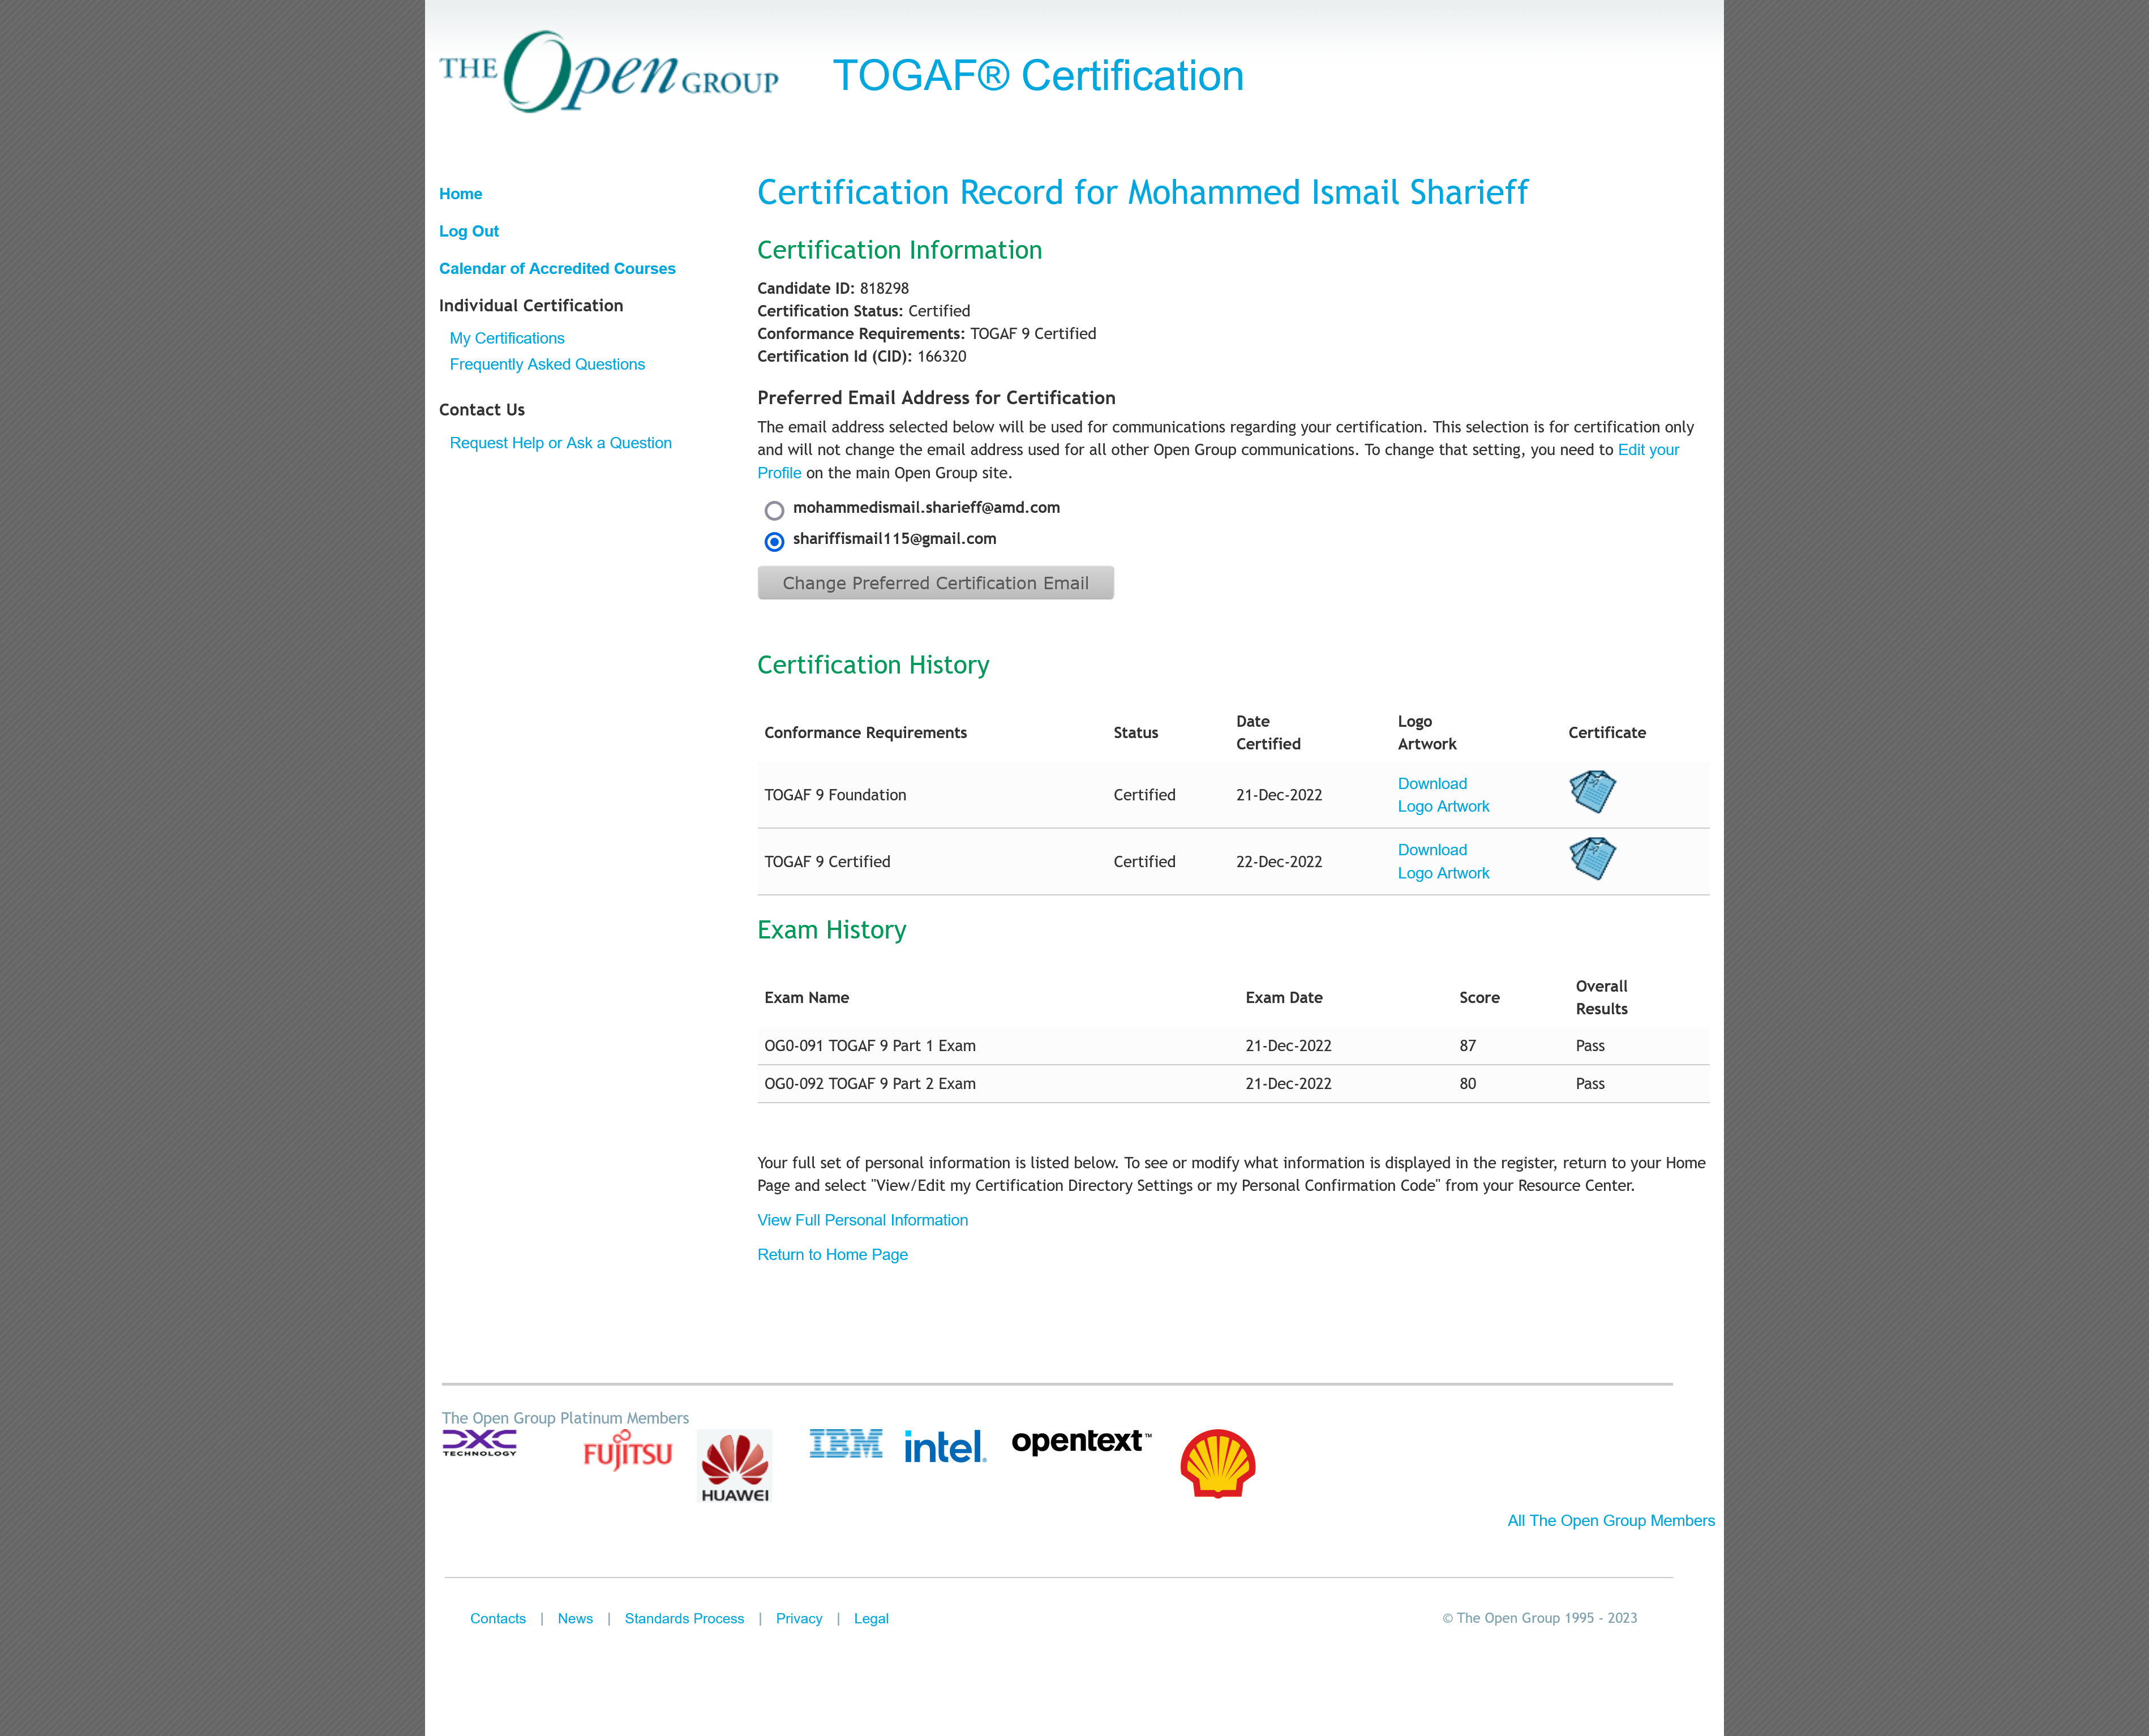 THE Open GROUP
TOGAF® Certification
Home
Log Out
Calendar of Accredited Courses
Individual Certification
My Certifications
Frequently Asked Questions
Contact Us
Request Help or Ask a Question
Certification Record for Mohammed Ismail Sharieff
Certification Information
Candidate ID: 818298
Certification Status: Certified
Conformance Requirements: TOGAF 9 Certified
Certification Id (CID): 166320
Preferred Email Address for Certification
The email address selected below will be used for communications regarding your certification. This selection is for certification only
and will not change the email address used for all other Open Group communications. To change that setting, you need to Edit your
Profile on the main Open Group site.
mohammedismail.sharieff@amd.com
shariffismail115@gmail.com
Change Preferred Certification Email
Certification History
Conformance Requirements Status Date Certified Logo Artwork Certificate
TOGAF 9 Foundation Certified 21-Dec-2022 Download Logo Artwork
TOGAF 9 Certified Certified 22-Dec-2022 Download Logo Artwork
Exam History
Exam Name Exam Date Score Overall Results
OG0-091 TOGAF 9 Part 1 Exam 21-Dec-2022 87 Pass
OG0-092 TOGAF 9 Part 2 Exam 21-Dec-2022 80 Pass
Your full set of personal information is listed below. To see or modify what information is displayed in the register, return to your Home
Page and select "View/Edit my Certification Directory Settings or my Personal Confirmation Code" from your Resource Center.
View Full Personal Information
Return to Home Page
The Open Group Platinum Members
DXC TECHNOLOGY FUJITSU HUAWEI IBM intel. opentext™
All The Open Group Members
Contacts | News | Standards Process | Privacy | Legal
© The Open Group 1995 - 2023